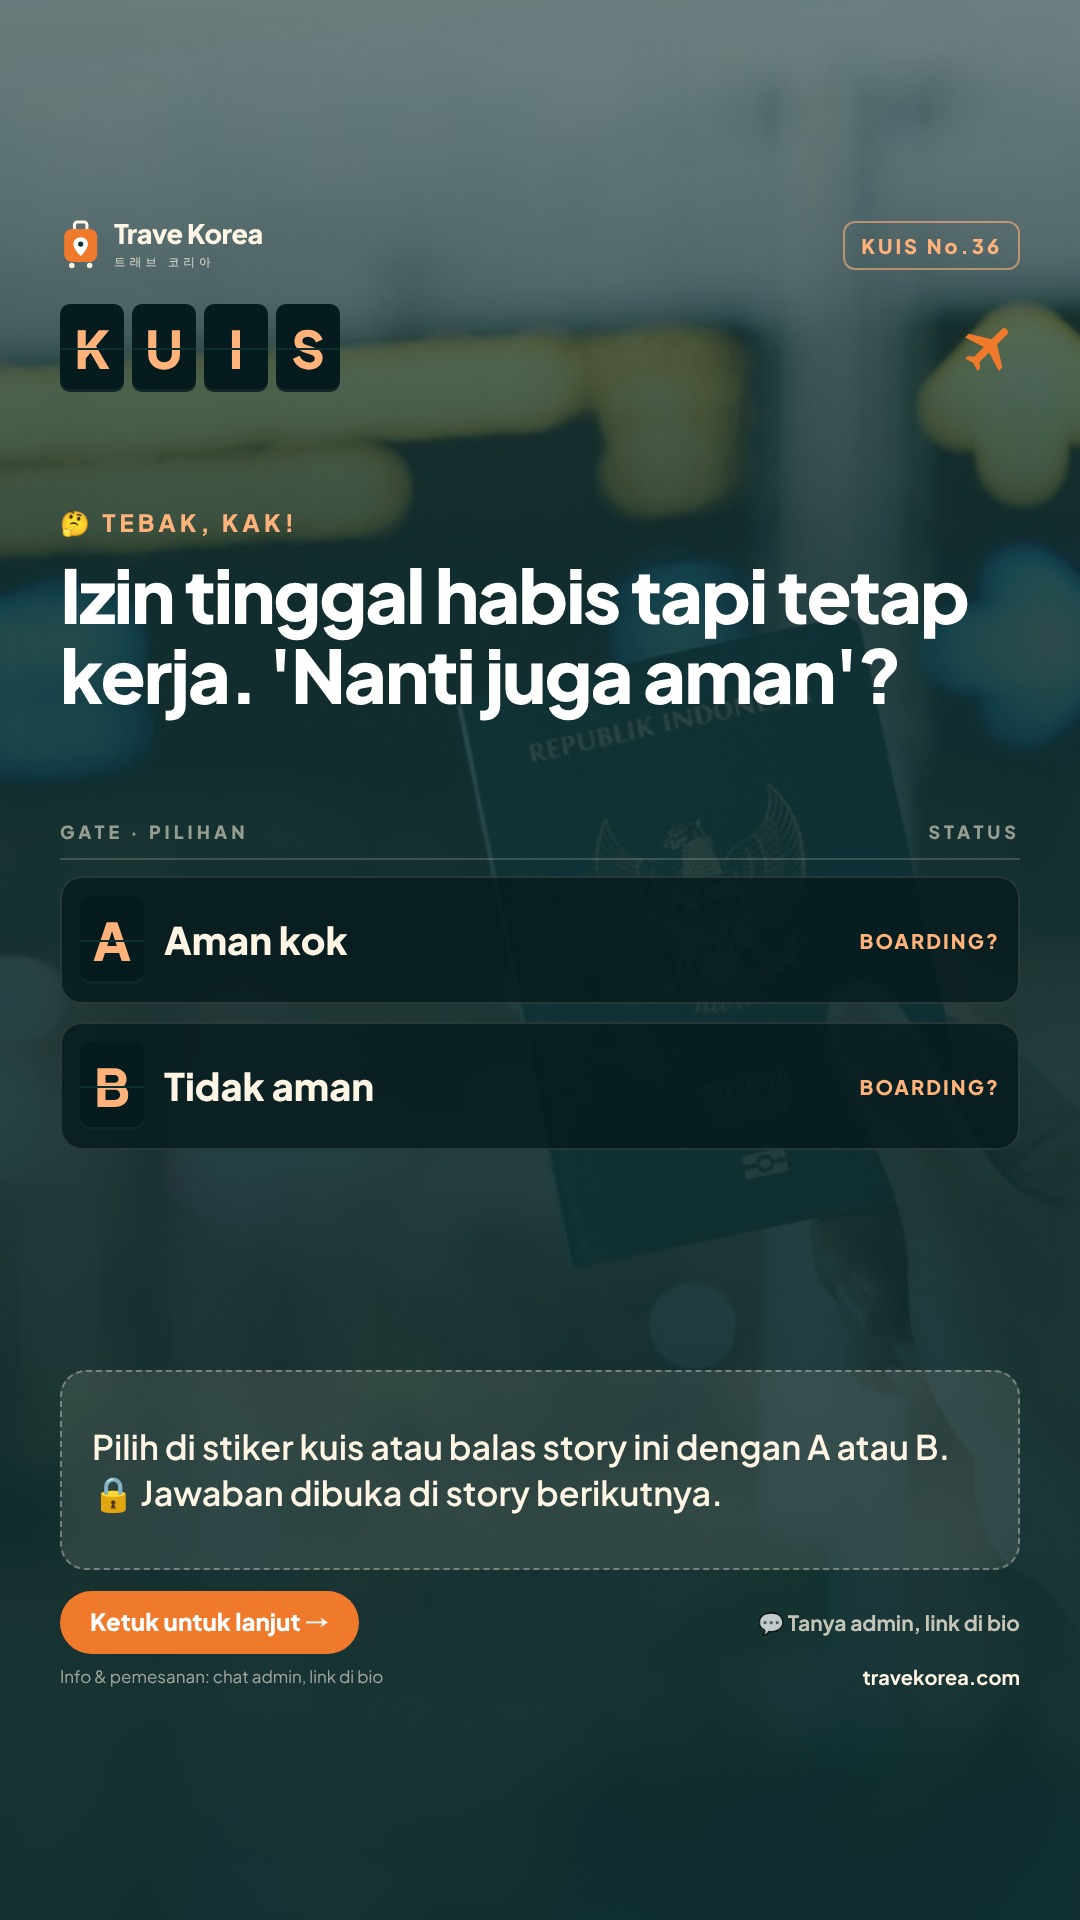 Trave Korea
트래브 코리아
KUIS No.36
KUIS
🤔 TEBAK, KAK!
Izin tinggal habis tapi tetap
kerja. 'Nanti juga aman'?
REPUBLIK INDONE
GATE · PILIHAN
STATUS
A Aman kok BOARDING?
B Tidak aman BOARDING?
Pilih di stiker kuis atau balas story ini dengan A atau B.
🔒 Jawaban dibuka di story berikutnya.
Ketuk untuk lanjut →
💬 Tanya admin, link di bio
Info & pemesanan: chat admin, link di bio
travekorea.com